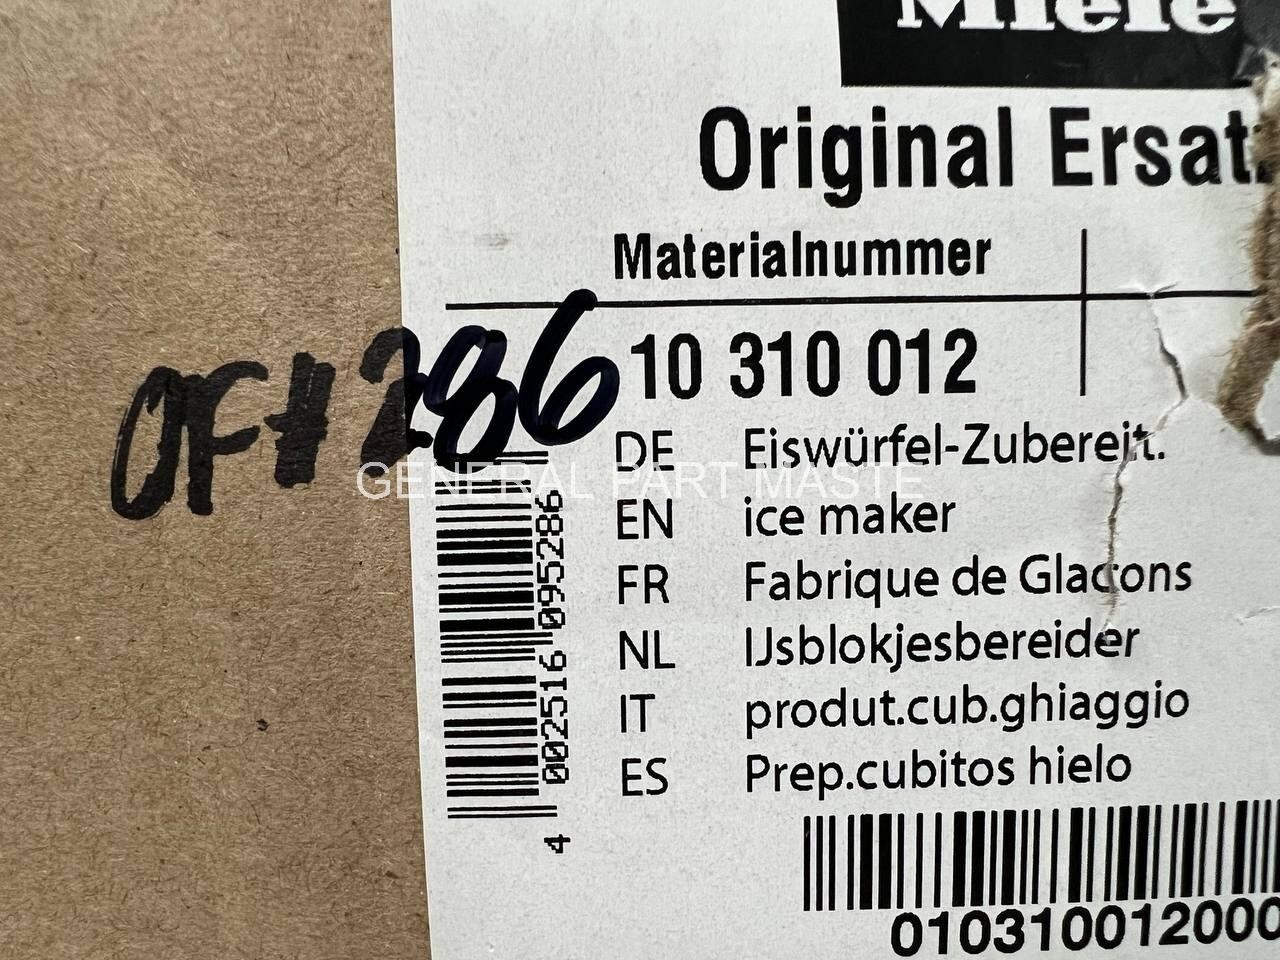 Miele
Original Ersatz
Materialnummer
OF# 286
10 310 012
DE Eiswürfel-Zubereit.
GENERAL PART MASTE
EN ice maker
FR Fabrique de Glacons
NL IJsblokjesbereider
IT produt.cub.ghiaggio
ES Prep.cubitos hielo
4 002516 095286
010310012000